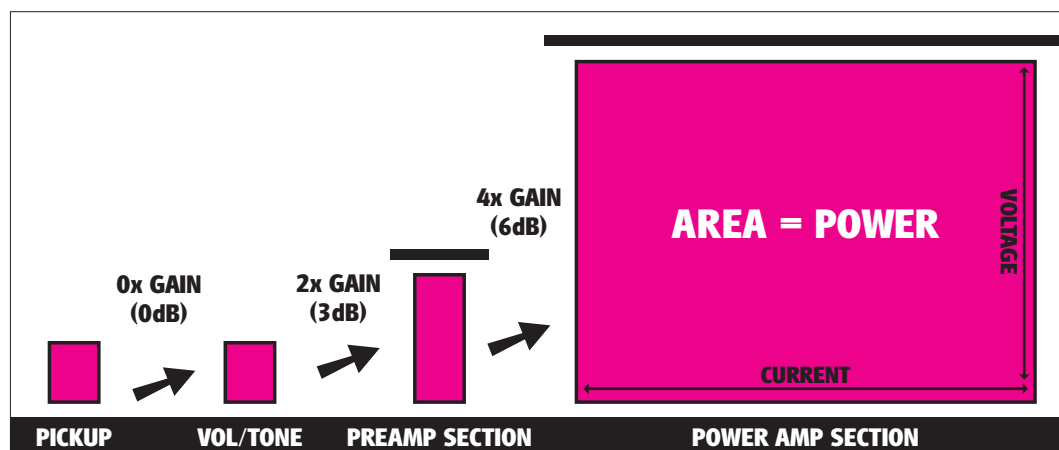 0x GAIN
(0dB)
2x GAIN
(3dB)
4x GAIN
(6dB)
AREA = POWER
VOLTAGE
CURRENT
PICKUP
VOL/TONE
PREAMP SECTION
POWER AMP SECTION